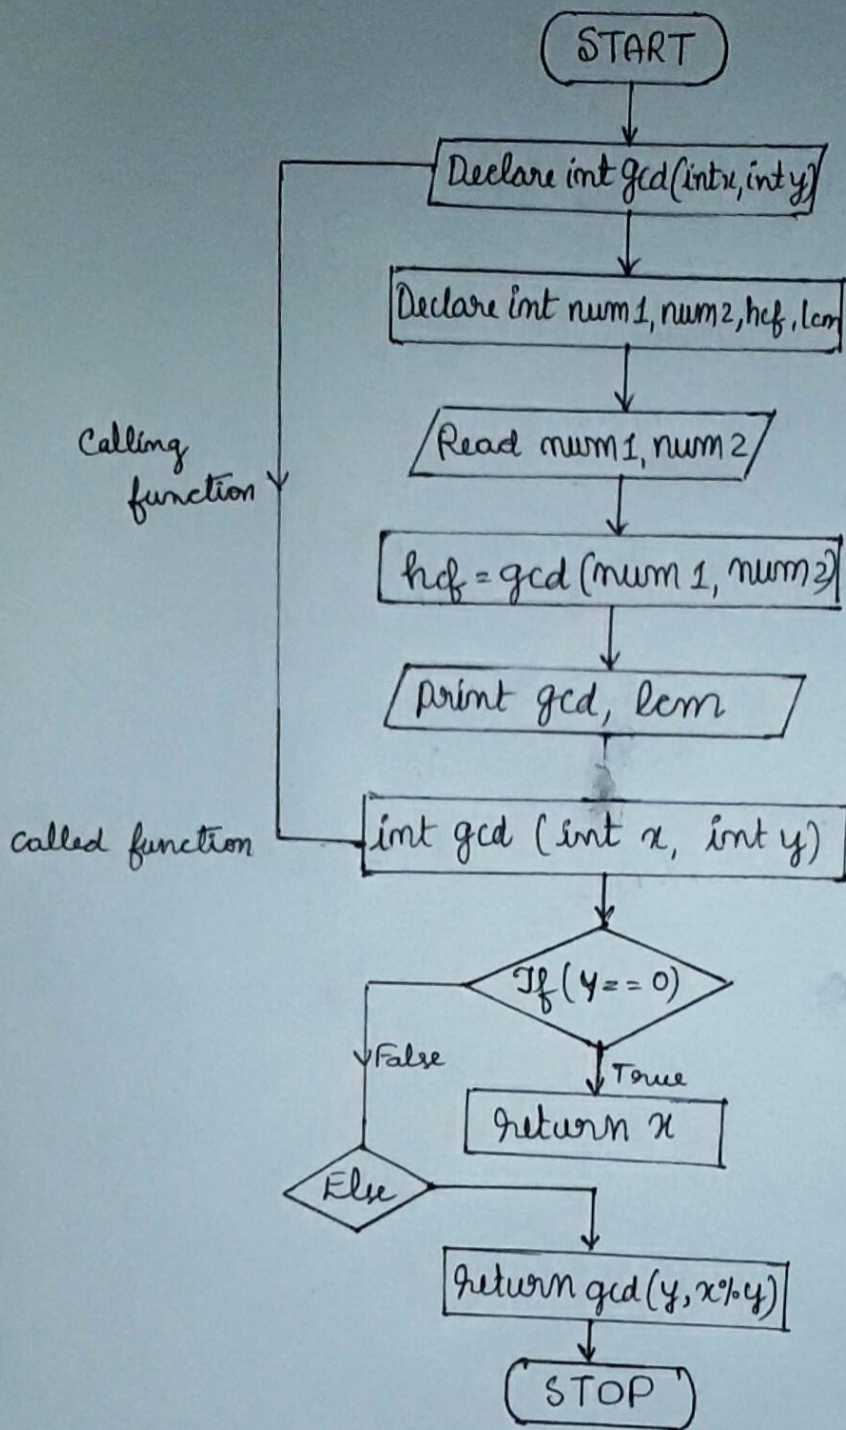 START
Declare int gcd(int x, int y)
Declare int num1, num2, hcf, lcm
Calling
function
Read num1, num2
hcf = gcd (num 1, num 2)
print gcd, lcm
Called function
int gcd (int x, int y)
If (y == 0)
False
True
return x
Else
return gcd (y, x%y)
STOP